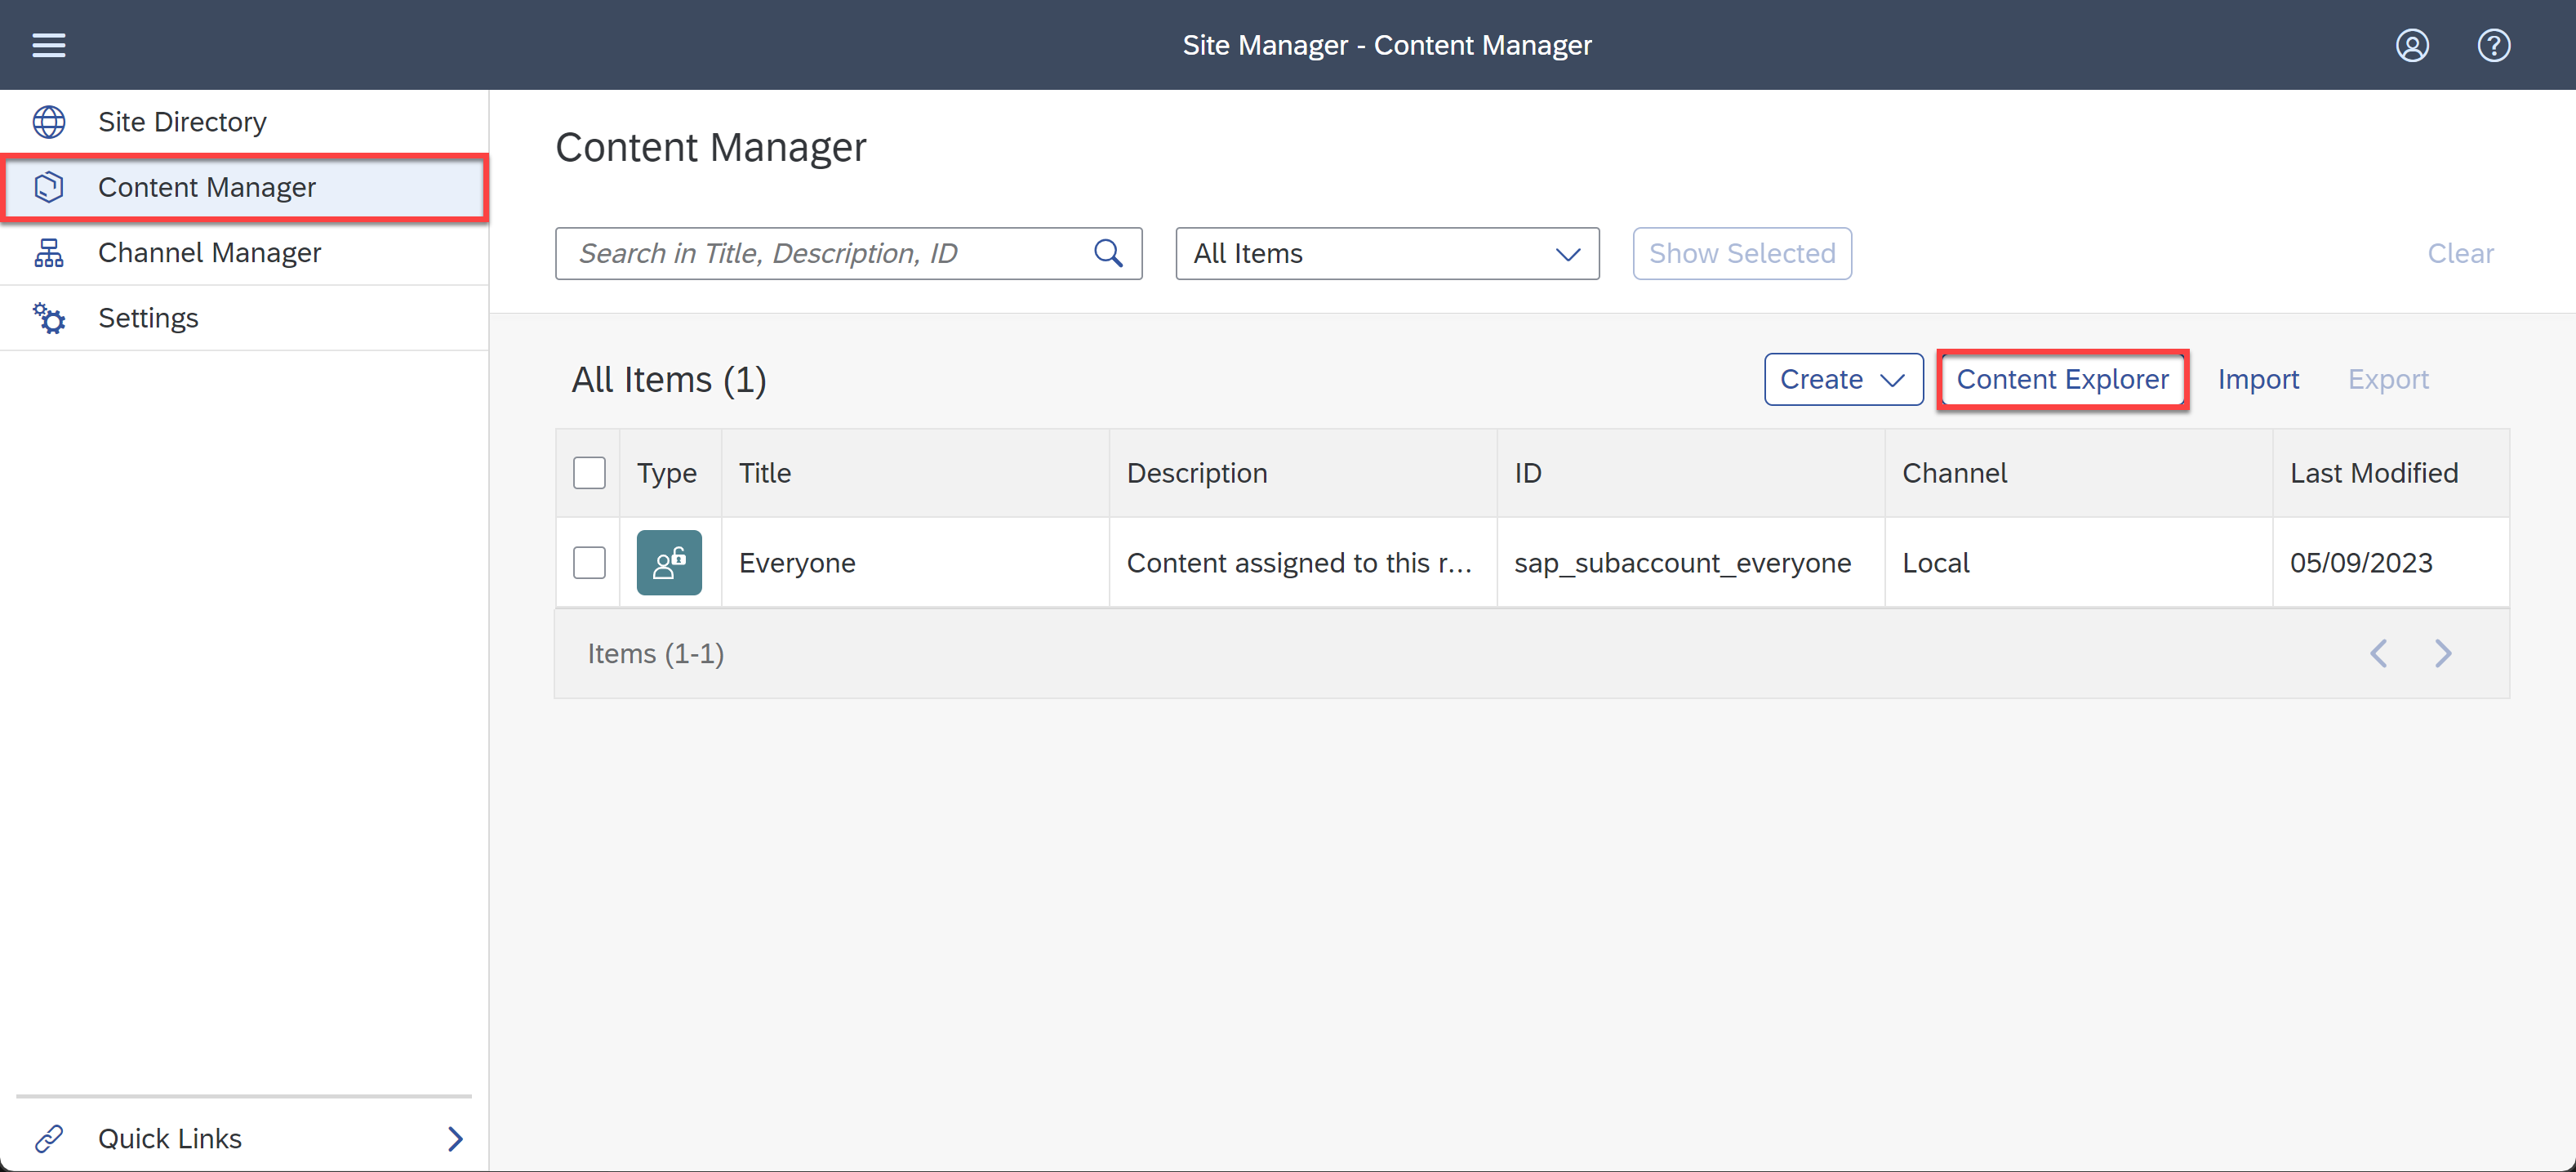 Site Manager - Content Manager
?
Site Directory
Content Manager
Channel Manager
Settings
Quick Links
Content Manager
Search in Title, Description, ID
All Items
Show Selected
Clear
All Items (1)
Create
Content Explorer
Import
Export
Type Title Description ID Channel Last Modified
Everyone Content assigned to this r... sap_subaccount_everyone Local 05/09/2023
Items (1-1)